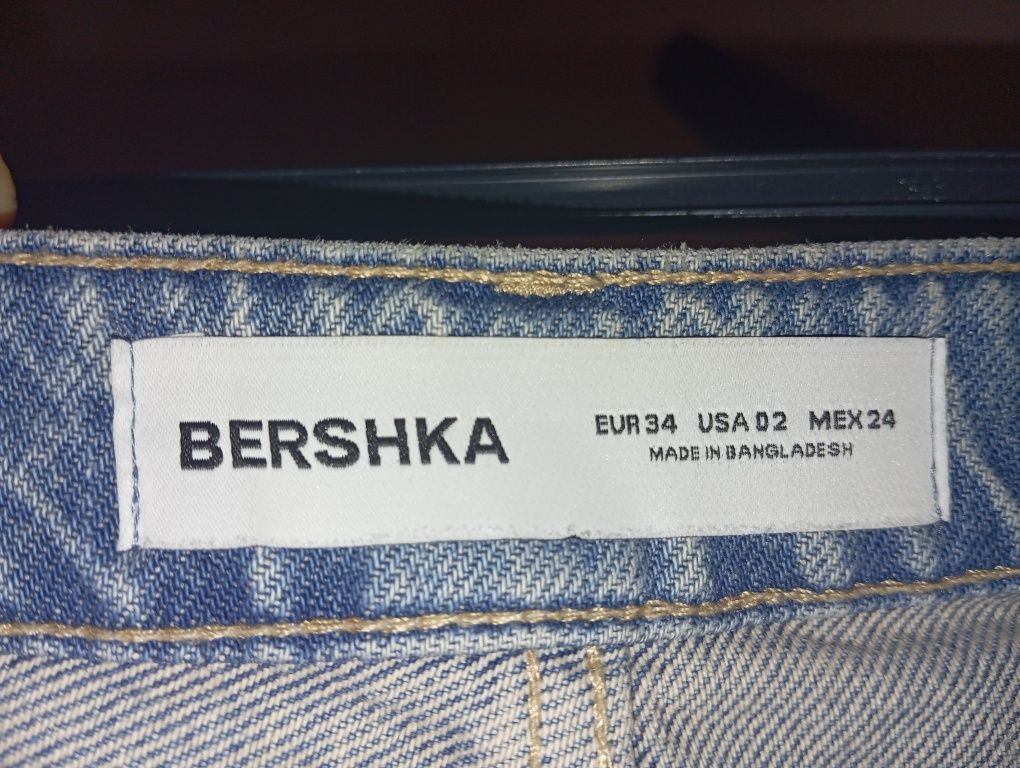 BERSHKA
EUR 34 USA 02 MEX 24
MADE IN BANGLADESH